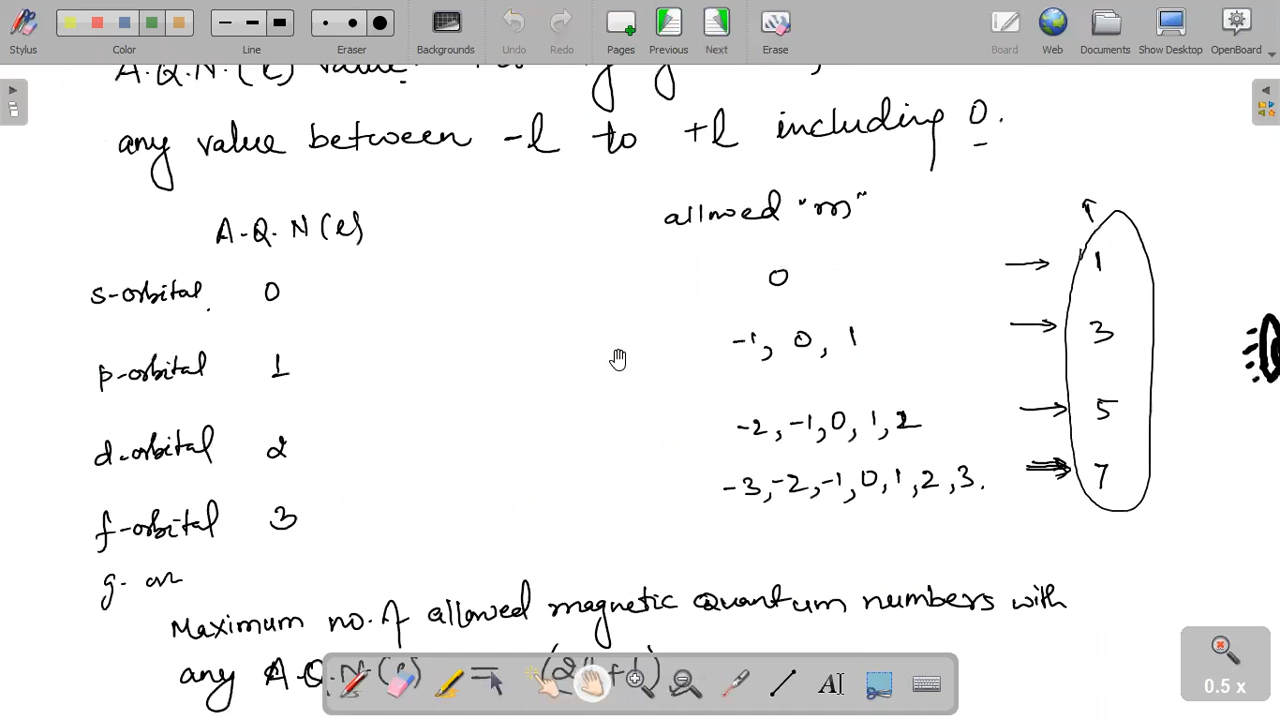 Stylus Color Line Eraser Backgrounds Undo Redo Pages Previous Next Erase Board Web Documents Show Desktop OpenBoard
A.Q.N.(l) value
any value between -l to +l including 0.
A.Q.N(l) allowed "m"
s-orbital 0 0 → 1
p-orbital 1 -1, 0, 1 → 3
d-orbital 2 -2, -1, 0, 1, 2 → 5
f-orbital 3 -3, -2, -1, 0, 1, 2, 3. → 7
g-
Maximum no. of allowed magnetic Quantum numbers with
any A.Q.N(l) =
0.5 x